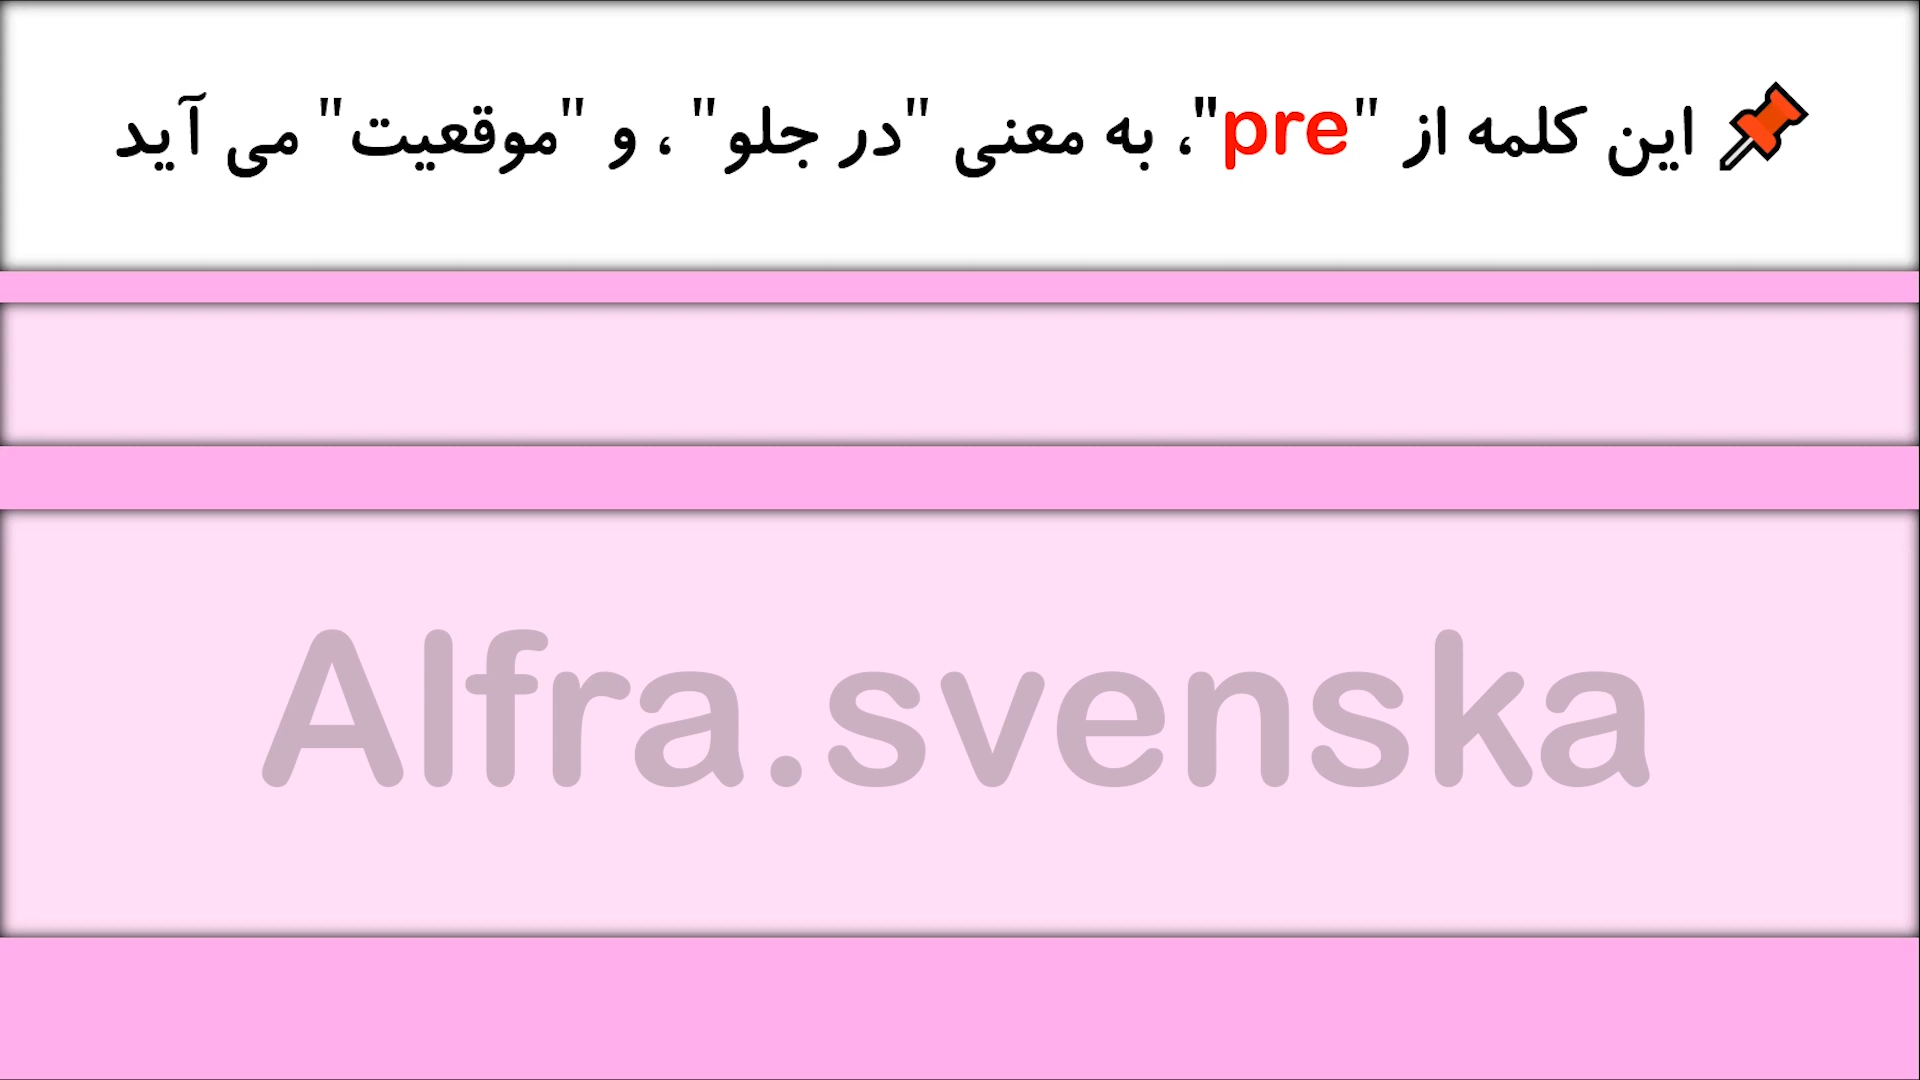 📌 این کلمه از "pre"، به معنی "در جلو" ، و "موقعیت" می آید
Alfra.svenska